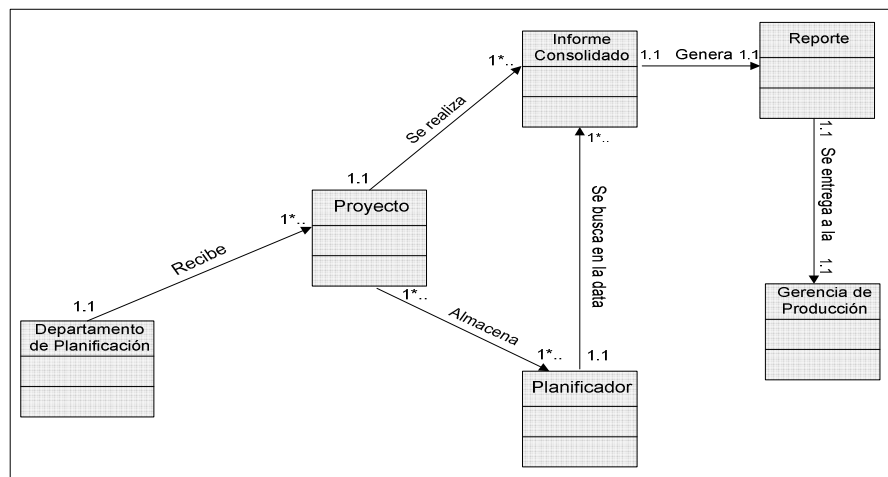 Informe
Consolidado
1*..
1.1
Genera
1.1
Reporte
Se realiza
1*..
1.1
Se entrega a la
1.1
1.1
Proyecto
1*..
Recibe
1.1
Se busca en la data
1*..
Almacena
1*..
1.1
Departamento
de Planificación
Gerencia de
Producción
Planificador